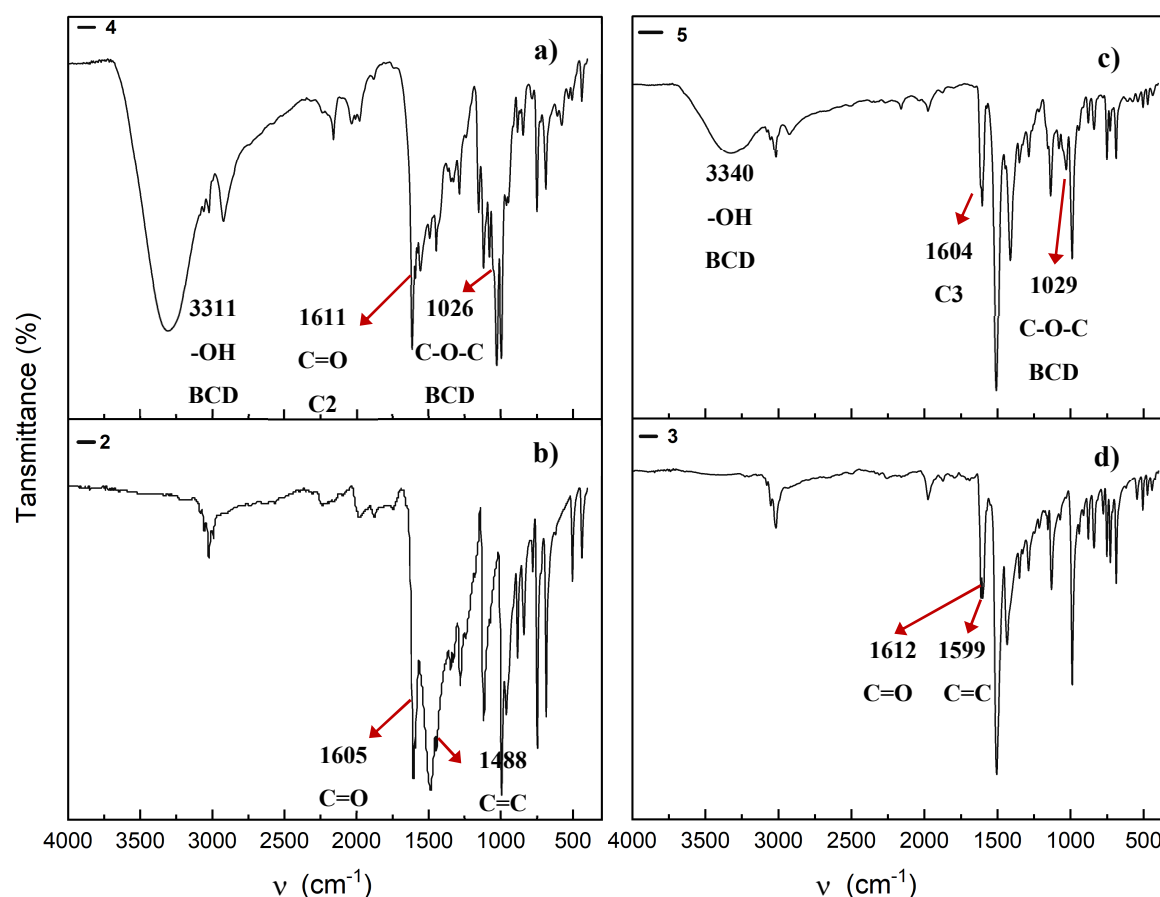 Tansmittance (%)
4
a)
3311
-OH
BCD
1611
C=O
C2
1026
C-O-C
BCD
5
c)
3340
-OH
BCD
1604
C3
1029
C-O-C
BCD
2
b)
1605
C=O
1488
C=C
4000 3500 3000 2500 2000 1500 1000 500
ν (cm⁻¹)
3
d)
1612
C=O
1599
C=C
4000 3500 3000 2500 2000 1500 1000 500
ν (cm⁻¹)